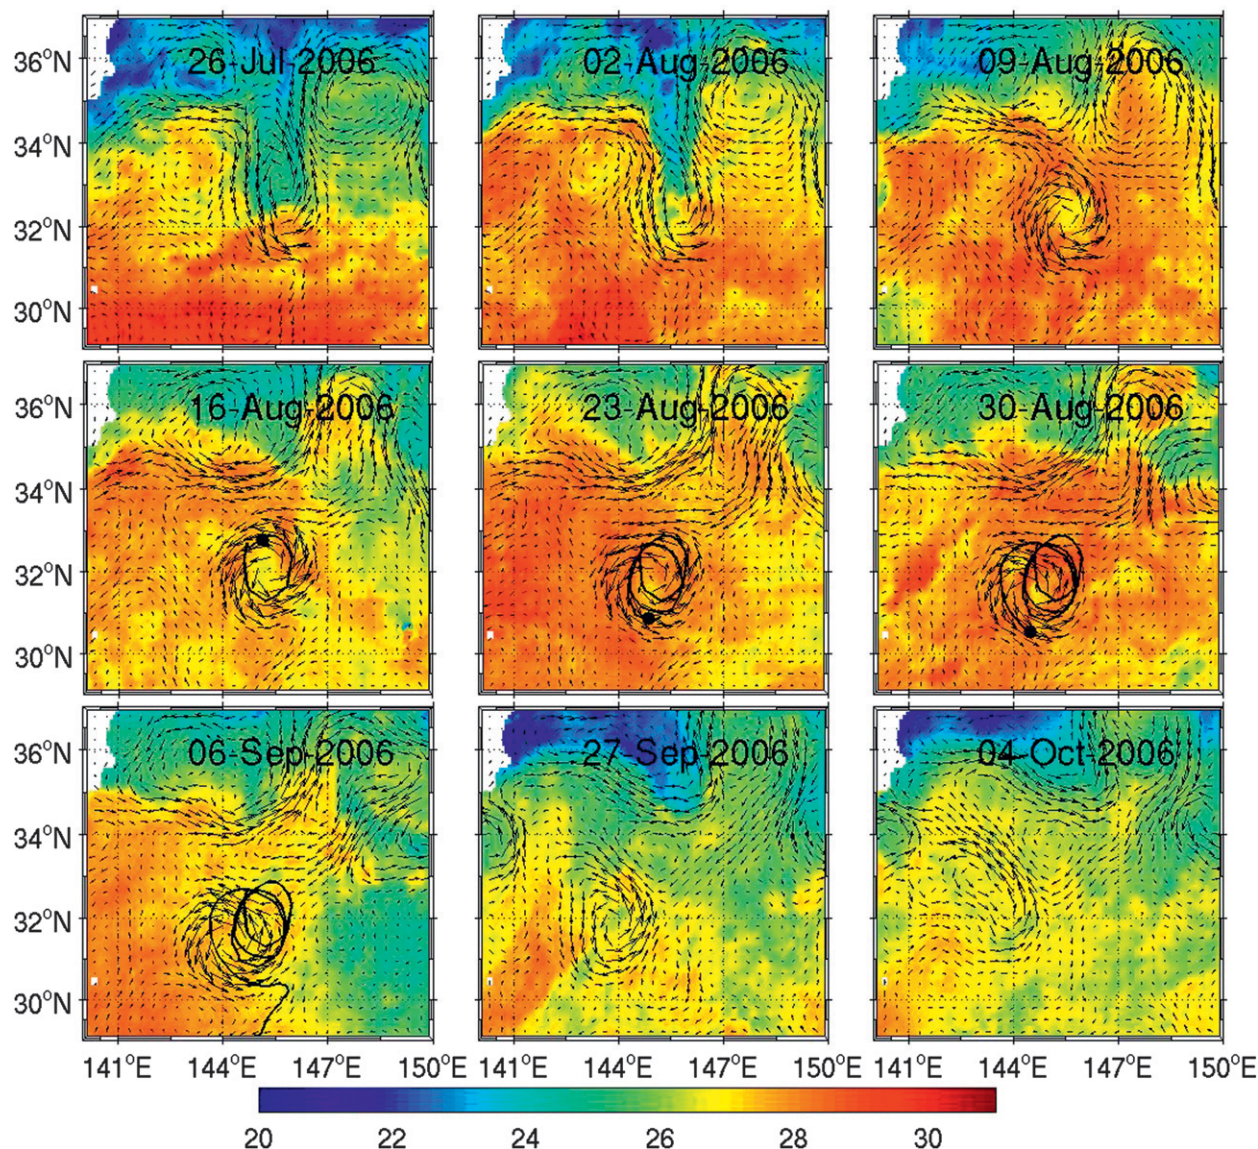 26-Jul-2006 02-Aug-2006 09-Aug-2006
36°N
34°N
32°N
30°N
16-Aug-2006 23-Aug-2006 30-Aug-2006
36°N
34°N
32°N
30°N
06-Sep-2006 27-Sep-2006 04-Oct-2006
36°N
34°N
32°N
30°N
141°E 144°E 147°E 150°E 141°E 144°E 147°E 150°E 141°E 144°E 147°E 150°E
20 22 24 26 28 30